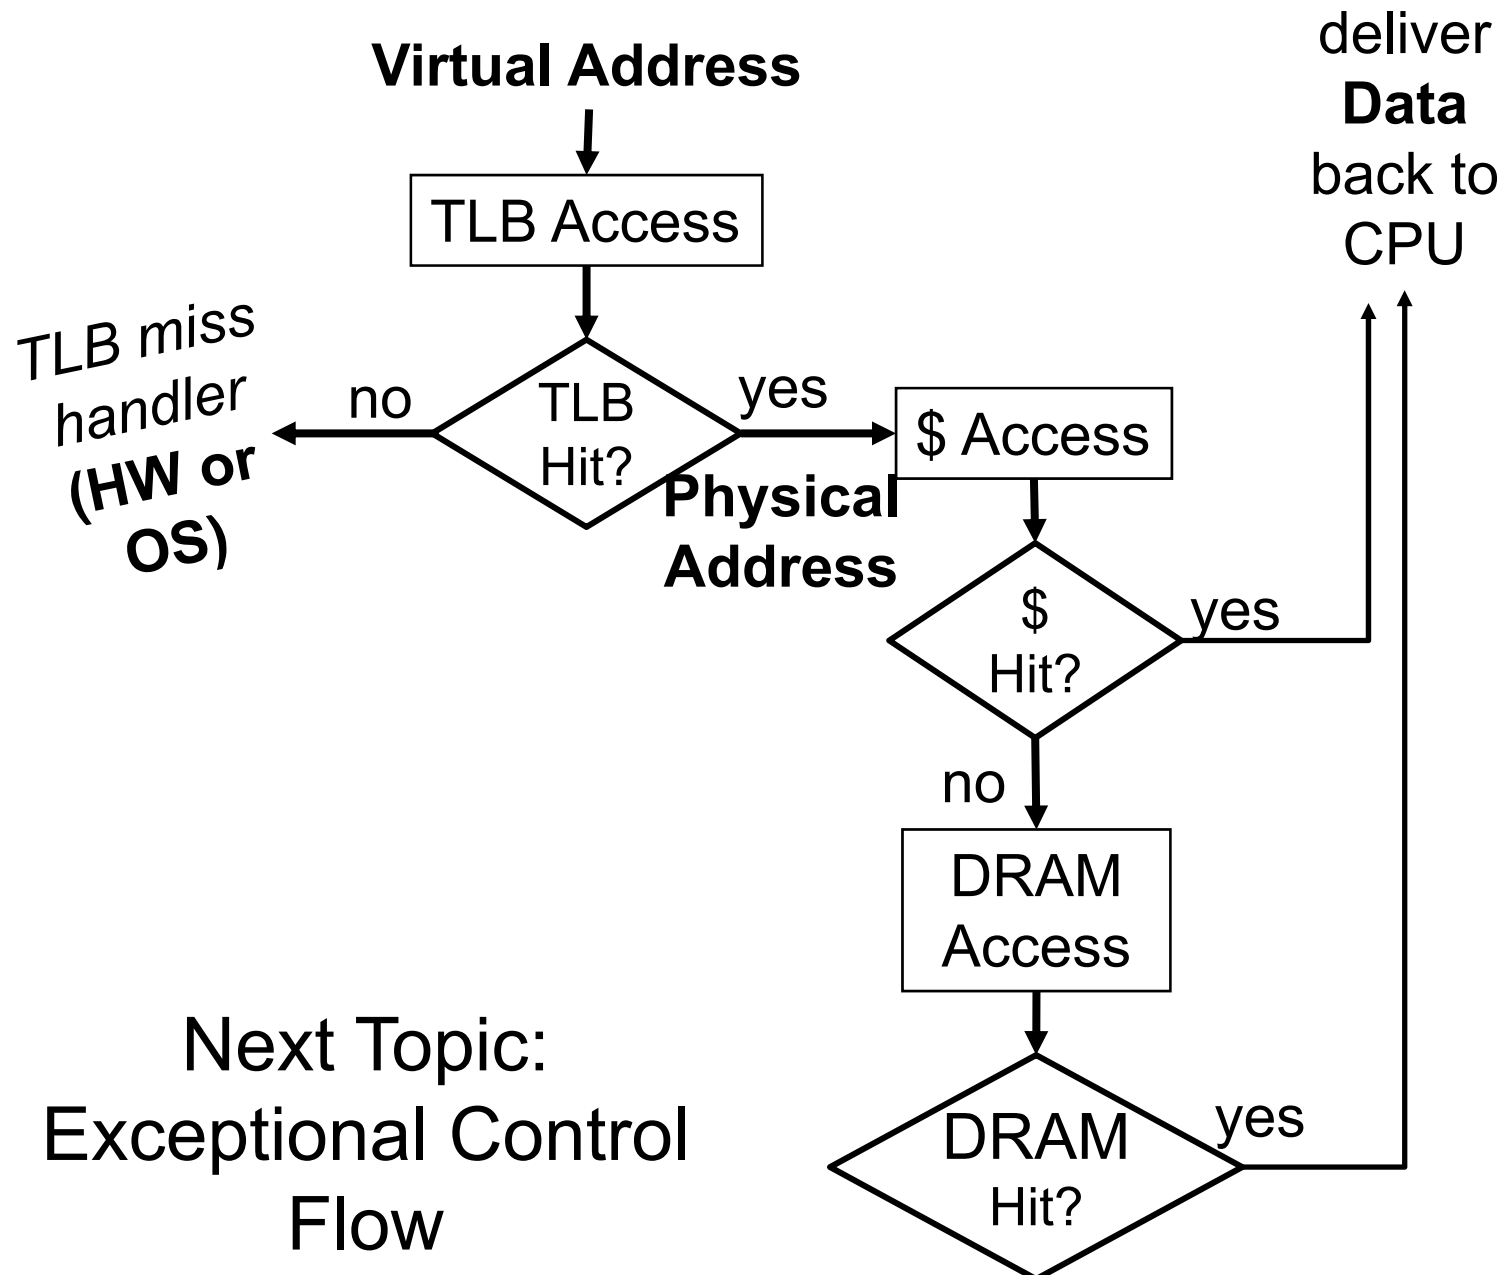 Virtual Address
TLB Access
TLB
Hit?
no
TLB miss
handler
(HW or
OS)
yes
Physical
Address
$ Access
$
Hit?
yes
deliver
Data
back to
CPU
no
DRAM
Access
DRAM
Hit?
yes
Next Topic:
Exceptional Control
Flow